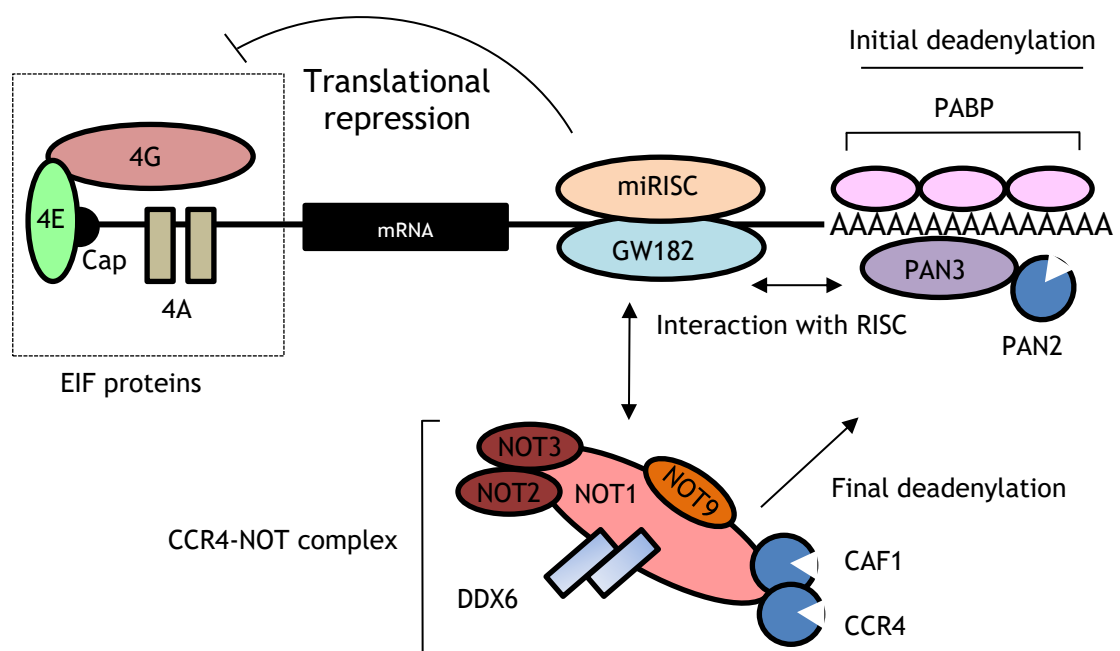 Initial deadenylation
PABP
Translational
repression
4G
miRISC
4E
mRNA
AAAAAAAAAAAAAA
Cap
GW182
PAN3
4A
Interaction with RISC
PAN2
EIF proteins
NOT3
NOT2
NOT1
NOT9
Final deadenylation
CCR4-NOT complex
CAF1
DDX6
CCR4